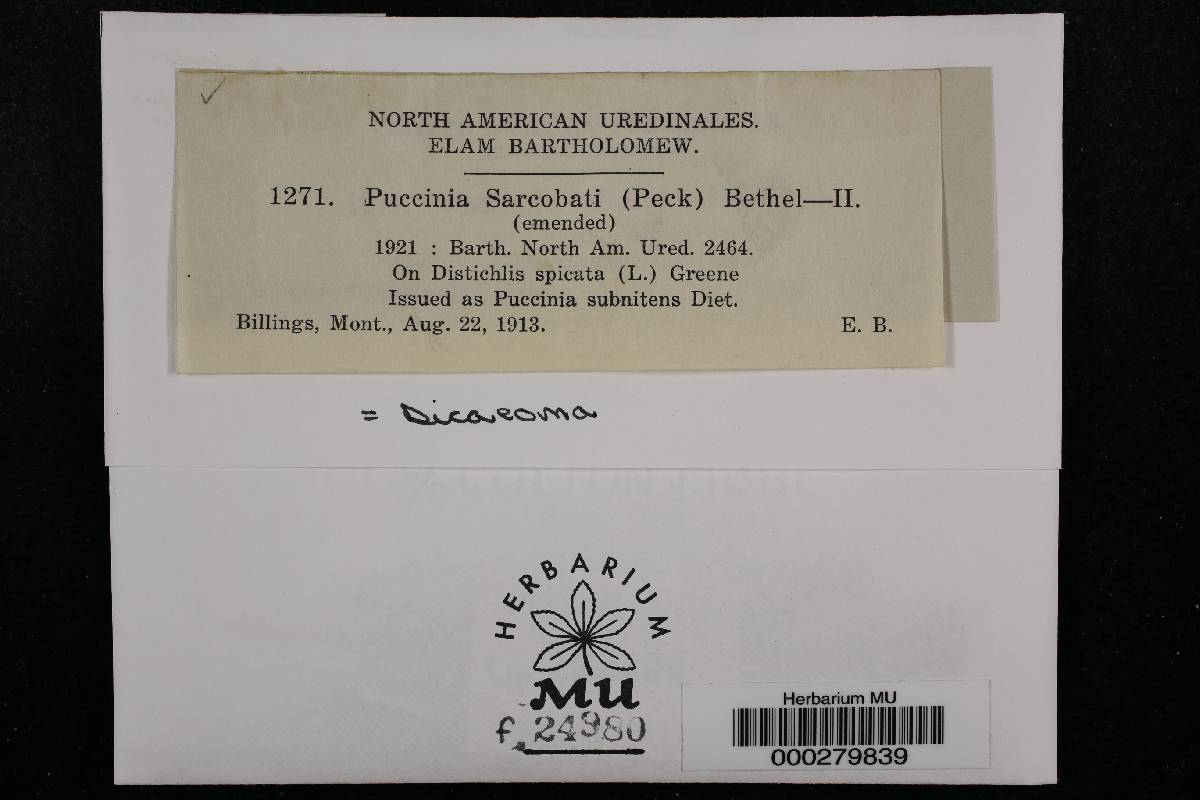 NORTH AMERICAN UREDINALES.
ELAM BARTHOLOMEW.
1271. Puccinia Sarcobati (Peck) Bethel—II.
(emended)
1921 : Barth. North Am. Ured. 2464.
On Distichlis spicata (L.) Greene
Issued as Puccinia subnitens Diet.
Billings, Mont., Aug. 22, 1913. E. B.
= Dicaeoma
COTTON
HERBARIUM
MU
f. 24980
Herbarium MU
000279839